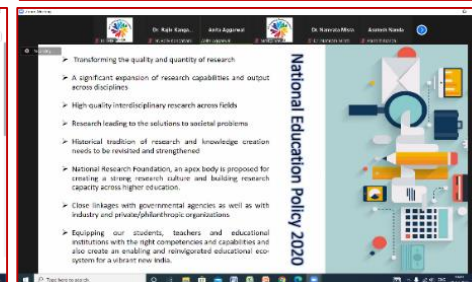 Dr. Rajiv Kanga...
Anita Aggarwal
Dr. Namrata Misra
Aseem Nanda
Transforming the quality and quantity of research
A significant expansion of research capabilities and output
across disciplines
High quality interdisciplinary research across fields
Research leading to the solutions to societal problems
Historical tradition of research and knowledge creation
needs to be revisited and strengthened
National Research Foundation, an apex body is proposed for
creating a strong research culture and building research
capacity across higher education.
Close linkages with governmental agencies as well as with
industry and private/philanthropic organizations
Equipping our students, teachers and educational
institutions with the right competencies and capabilities and
also create an enabling and reinvigorated educational eco-
system for a vibrant new india.
National Education Policy 2020
Type here to search